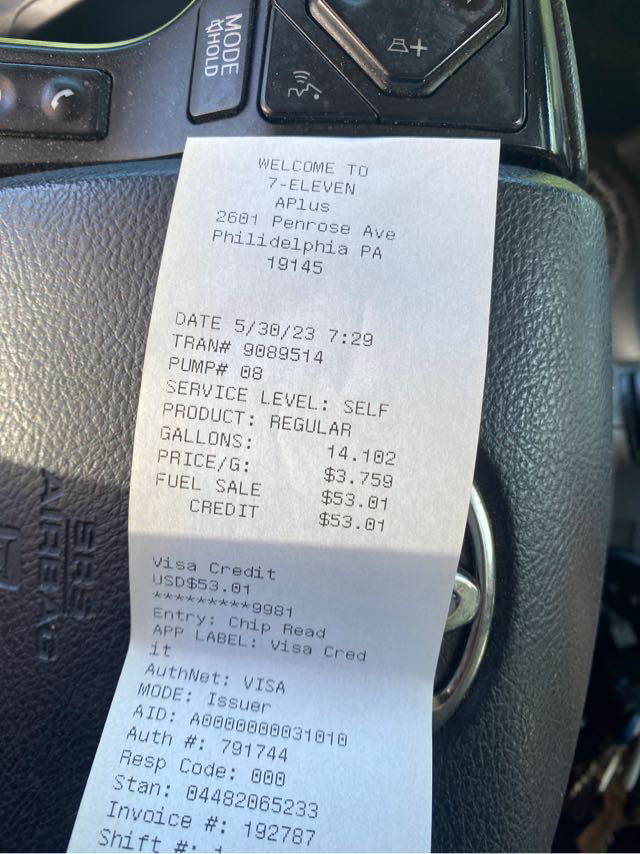 MODE
HOLD
+
WELCOME TO
7-ELEVEN
APlus
2601 Penrose Ave
Philidelphia PA
19145
DATE 5/30/23 7:29
TRAN# 9089514
PUMP# 08
SERVICE LEVEL: SELF
PRODUCT: REGULAR
GALLONS: 14.102
PRICE/G: $3.759
FUEL SALE $53.01
CREDIT $53.01
Visa Credit
USD$53.01
*********9981
Entry: Chip Read
APP LABEL: Visa Cred
it
AuthNet: VISA
MODE: Issuer
AID: A0000000031010
Auth #: 791744
Resp Code: 000
Stan: 04482065233
Invoice #: 192787
Shift #:
SRS
AIRBAG